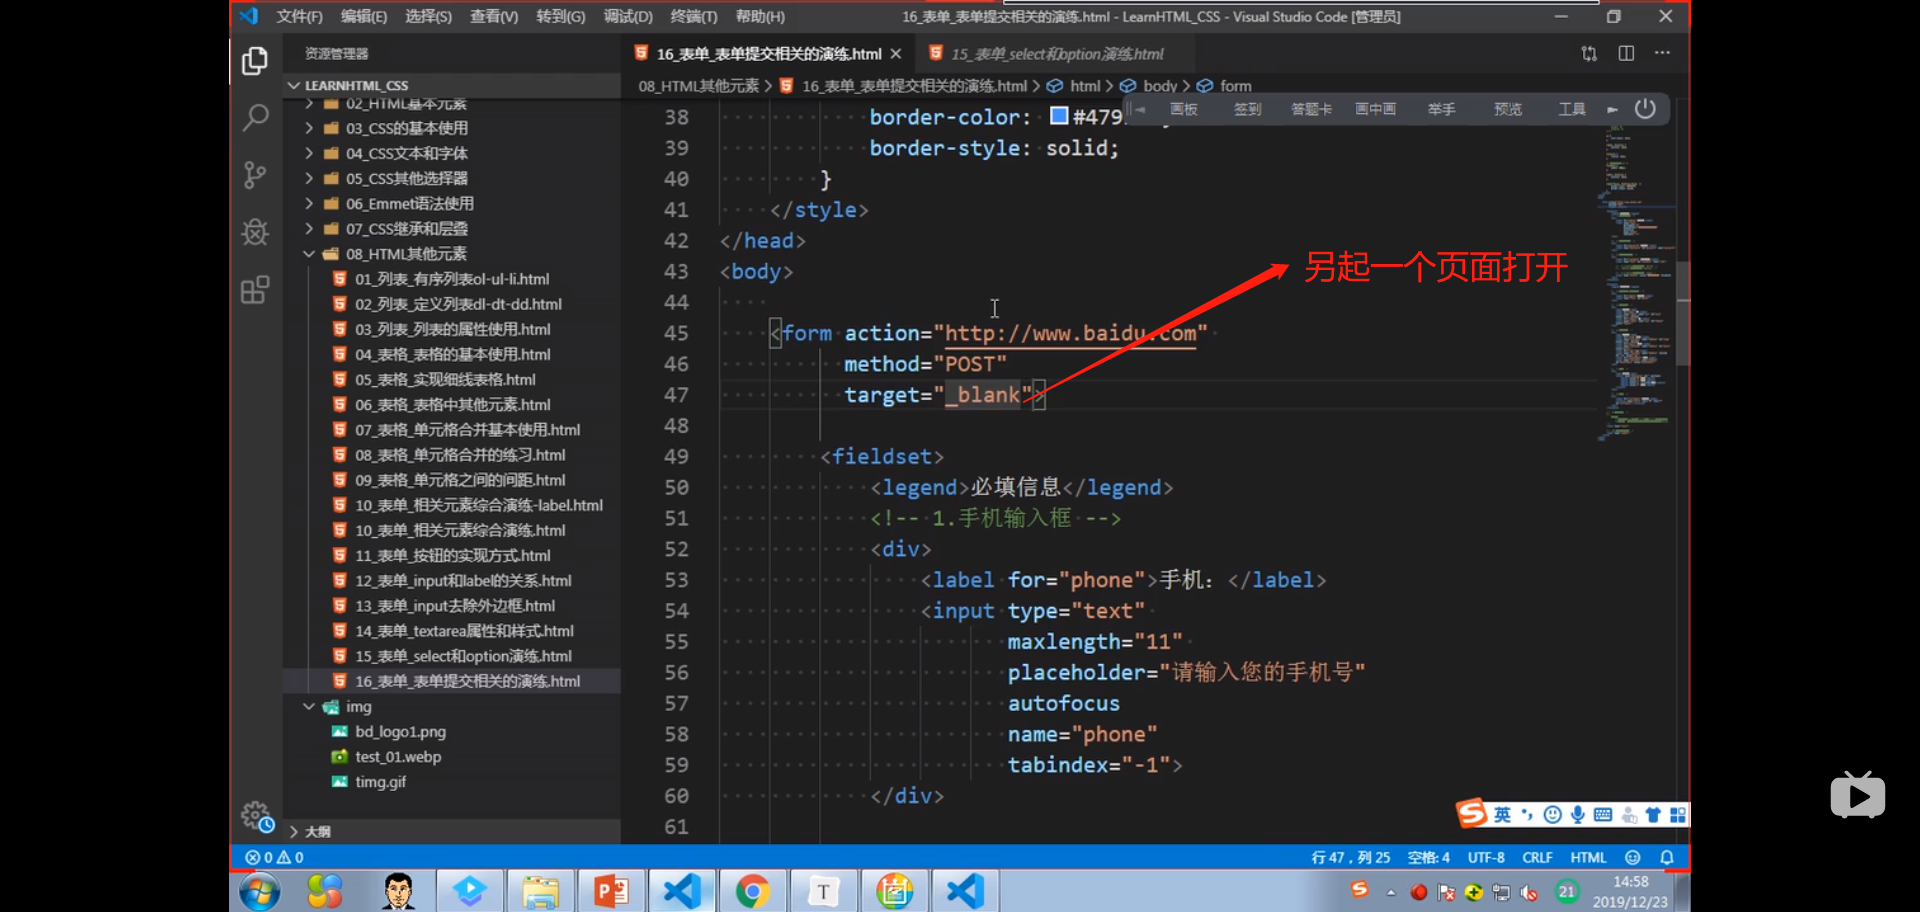 文件(F) 编辑(E) 选择(S) 查看(V) 转到(G) 调试(D) 终端(T) 帮助(H) 16_表单_表单提交相关的演练.html - LearnHTML_CSS - Visual Studio Code [管理员]
资源管理器
16_表单_表单提交相关的演练.html
15_表单_select和option演练.html
LEARNHTML_CSS
02_HTML基本元素
03_CSS的基本使用
04_CSS文本和字体
05_CSS其他选择器
06_Emmet语法使用
07_CSS继承和层叠
08_HTML其他元素
01_列表_有序列表ol-ul-li.html
02_列表_定义列表dl-dt-dd.html
03_列表_列表的属性使用.html
04_表格_表格的基本使用.html
05_表格_实现细线表格.html
06_表格_表格中其他元素.html
07_表格_单元格合并基本使用.html
08_表格_单元格合并的练习.html
09_表格_单元格之间的间距.html
10_表单_相关元素综合演练-label.html
10_表单_相关元素综合演练.html
11_表单_按钮的实现方式.html
12_表单_input和label的关系.html
13_表单_input去除外边框.html
14_表单_textarea属性和样式.html
15_表单_select和option演练.html
16_表单_表单提交相关的演练.html
img
bd_logo1.png
test_01.webp
timg.gif
大纲
08_HTML其他元素 > 16_表单_表单提交相关的演练.html > html > body > form
画板 签到 答题卡 画中画 举手 预览 工具
38 border-color: #479
39 border-style: solid;
40 }
41 </style>
42 </head>
43 <body>
另起一个页面打开
44
45 <form action="http://www.baidu.com"
46 method="POST"
47 target="_blank">
48
49 <fieldset>
50 <legend>必填信息</legend>
51 <!-- 1.手机输入框 -->
52 <div>
53 <label for="phone">手机: </label>
54 <input type="text"
55 maxlength="11"
56 placeholder="请输入您的手机号"
57 autofocus
58 name="phone"
59 tabindex="-1">
60 </div>
61
英
0 0 行 47，列 25 空格: 4 UTF-8 CRLF HTML
T
21
14:58
2019/12/23